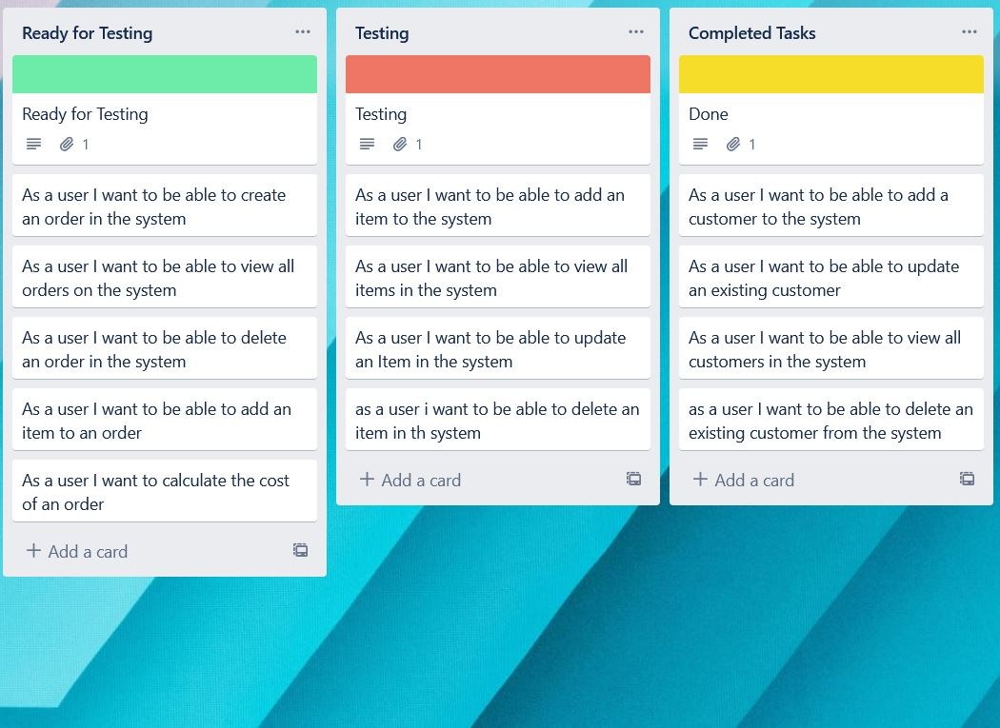 Ready for Testing
Ready for Testing
1
As a user I want to be able to create
an order in the system
As a user I want to be able to view all
orders on the system
As a user I want to be able to delete
an order in the system
As a user I want to be able to add an
item to an order
As a user I want to calculate the cost
of an order
Add a card
Testing
Testing
1
As a user I want to be able to add an
item to the system
As a user I want to be able to view all
items in the system
As a user I want to be able to update
an Item in the system
as a user i want to be able to delete an
item in th system
Add a card
Completed Tasks
Done
1
As a user I want to be able to add a
customer to the system
As a user I want to be able to update
an existing customer
As a user I want to be able to view all
customers in the system
as a user I want to be able to delete an
existing customer from the system
Add a card